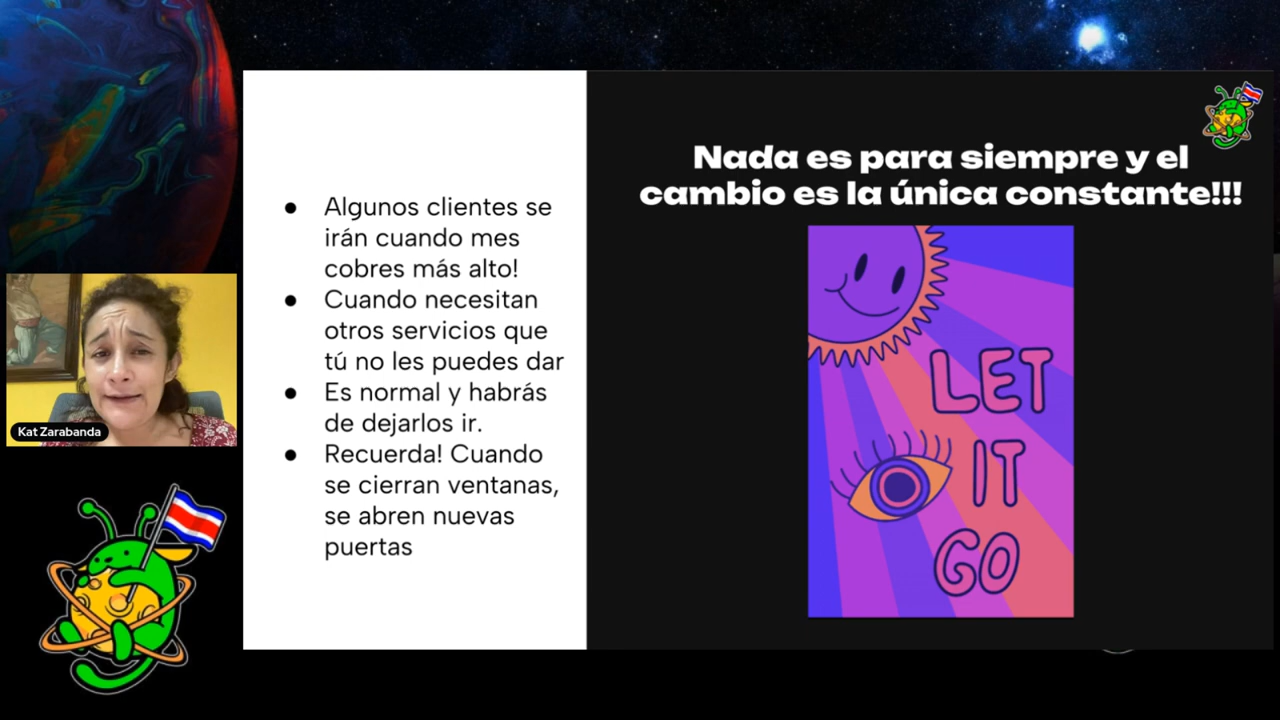 Nada es para siempre y el
cambio es la única constante!!!
● Algunos clientes se
irán cuando mes
cobres más alto!
● Cuando necesitan
otros servicios que
tú no les puedes dar
● Es normal y habrás
de dejarlos ir.
● Recuerda! Cuando
se cierran ventanas,
se abren nuevas
puertas
LET
IT
GO
Kat Zarabanda